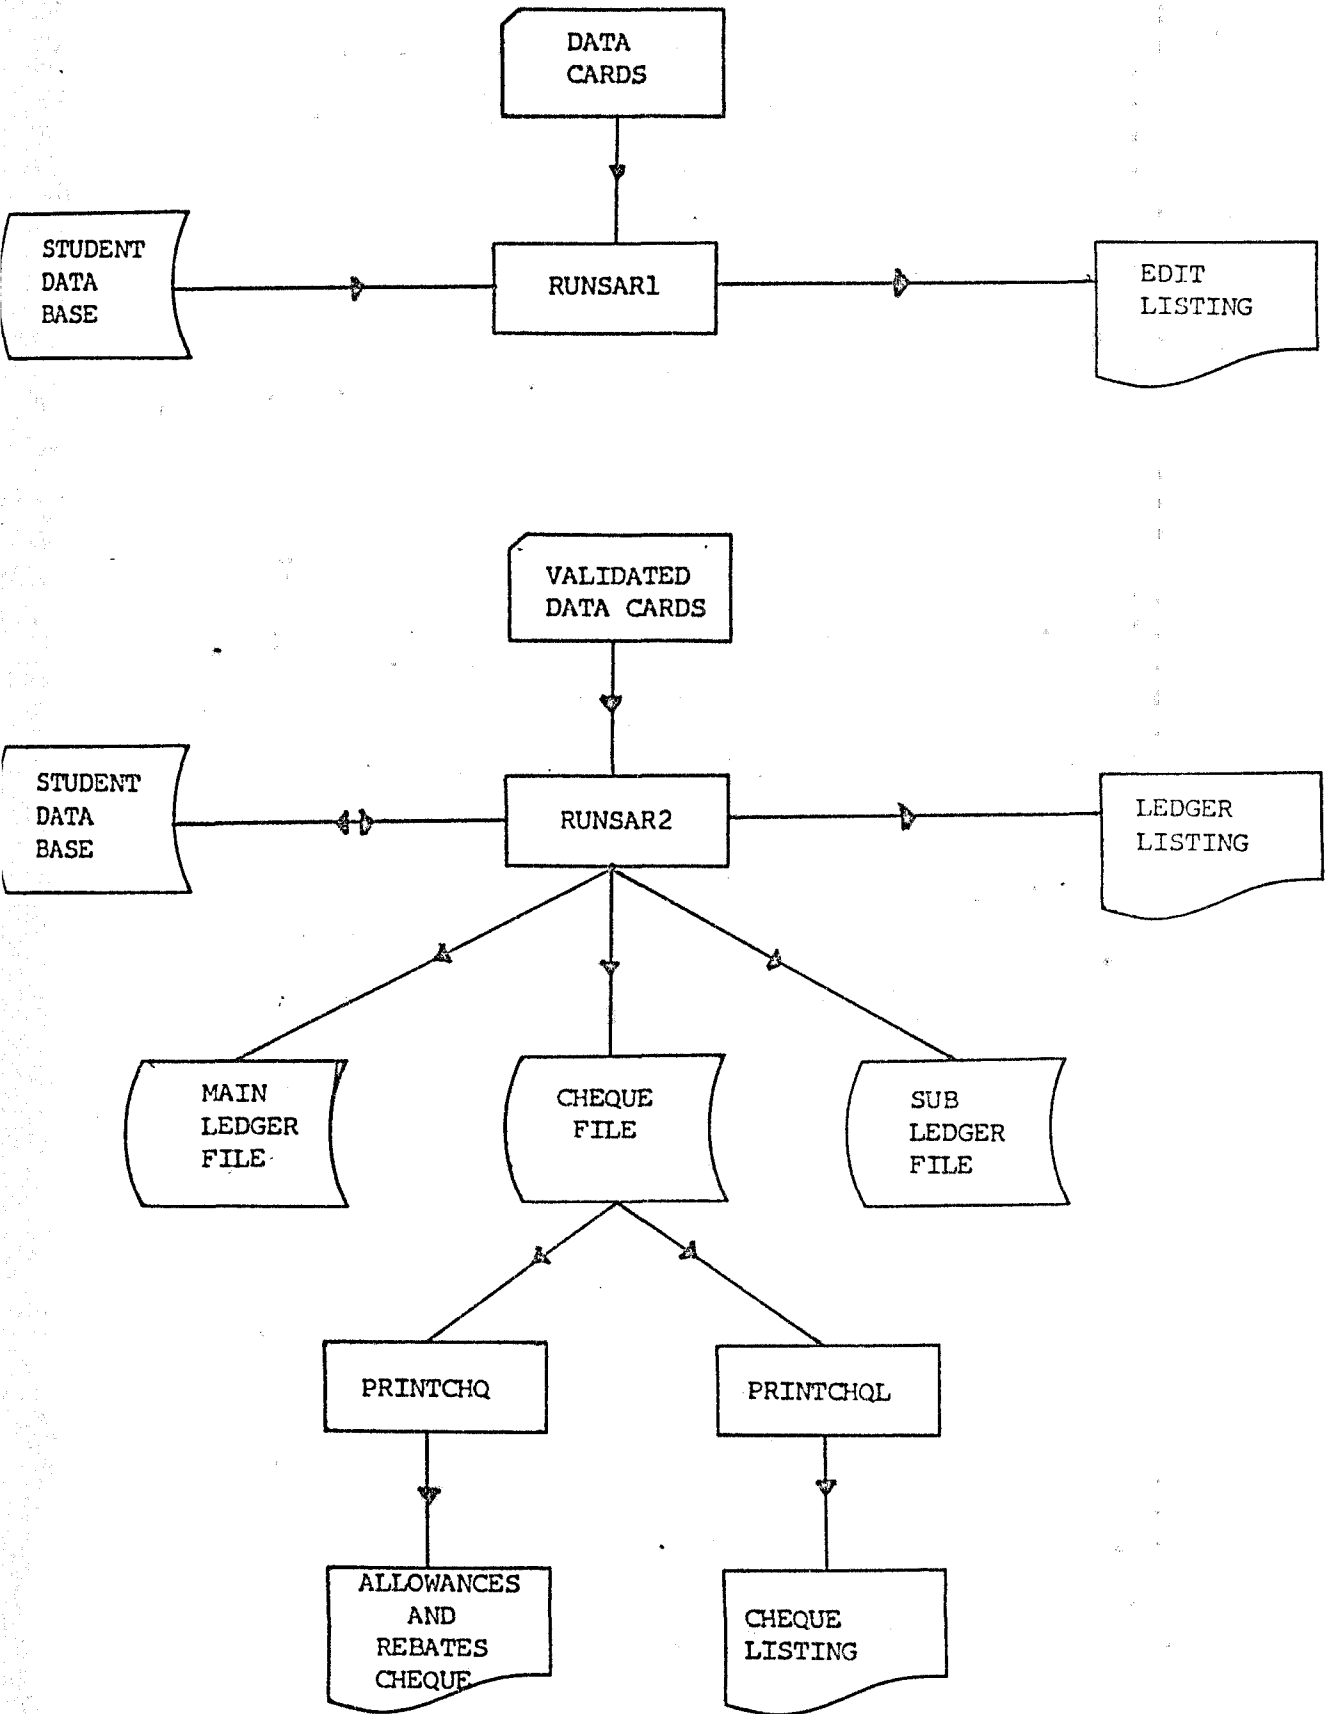 DATA
CARDS
STUDENT
DATA
BASE
RUNSAR1
EDIT
LISTING
VALIDATED
DATA CARDS
STUDENT
DATA
BASE
RUNSAR2
LEDGER
LISTING
MAIN
LEDGER
FILE
CHEQUE
FILE
SUB
LEDGER
FILE
PRINTCHQ
PRINTCHQL
ALLOWANCES
AND
REBATES
CHEQUE
CHEQUE
LISTING